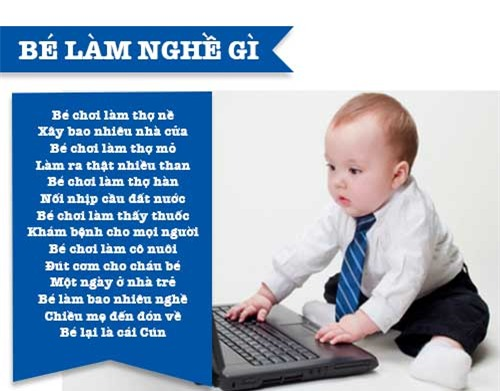 BÉ LÀM NGHỀ GÌ
Bé chơi làm thợ nề
Xây bao nhiêu nhà cửa
Bé chơi làm thợ mỏ
Làm ra thật nhiều than
Bé chơi làm thợ hàn
Nối nhịp cầu đất nước
Bé chơi làm thầy thuốc
Khám bệnh cho mọi người
Bé chơi làm cô nuôi
Đút cơm cho cháu bé
Một ngày ở nhà trẻ
Bé làm bao nhiêu nghề
Chiều mẹ đến đón về
Bé lại là cái Cún